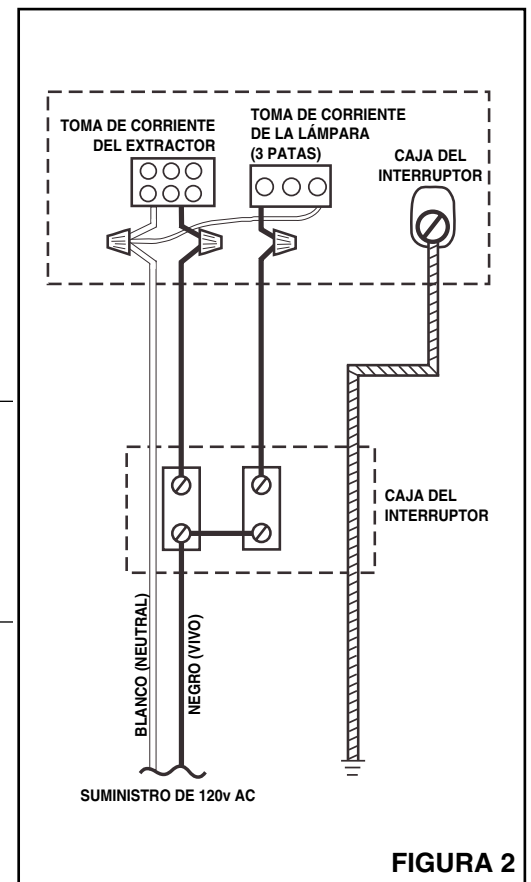 TOMA DE CORRIENTE
DEL EXTRACTOR
TOMA DE CORRIENTE
DE LA LÁMPARA
(3 PATAS)
CAJA DEL
INTERRUPTOR
CAJA DEL
INTERRUPTOR
BLANCO (NEUTRAL)
NEGRO (VIVO)
SUMINISTRO DE 120v AC
FIGURA 2